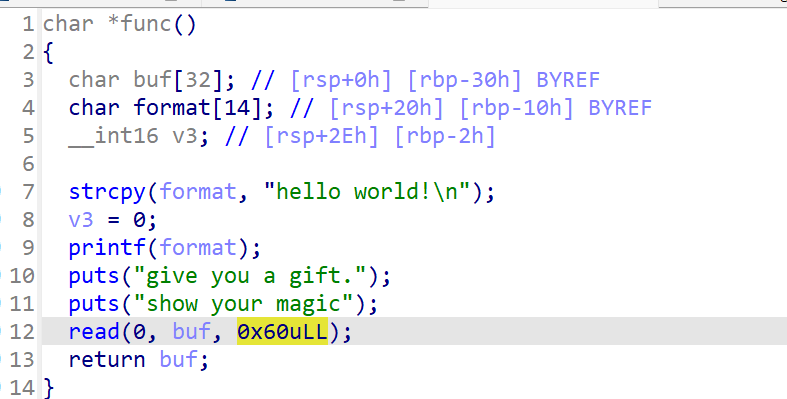 1 char *func()
2 {
3   char buf[32]; // [rsp+0h] [rbp-30h] BYREF
4   char format[14]; // [rsp+20h] [rbp-10h] BYREF
5   __int16 v3; // [rsp+2Eh] [rbp-2h]
6
7   strcpy(format, "hello world!\n");
8   v3 = 0;
9   printf(format);
10   puts("give you a gift.");
11   puts("show your magic");
12   read(0, buf, 0x60uLL);
13   return buf;
14 }